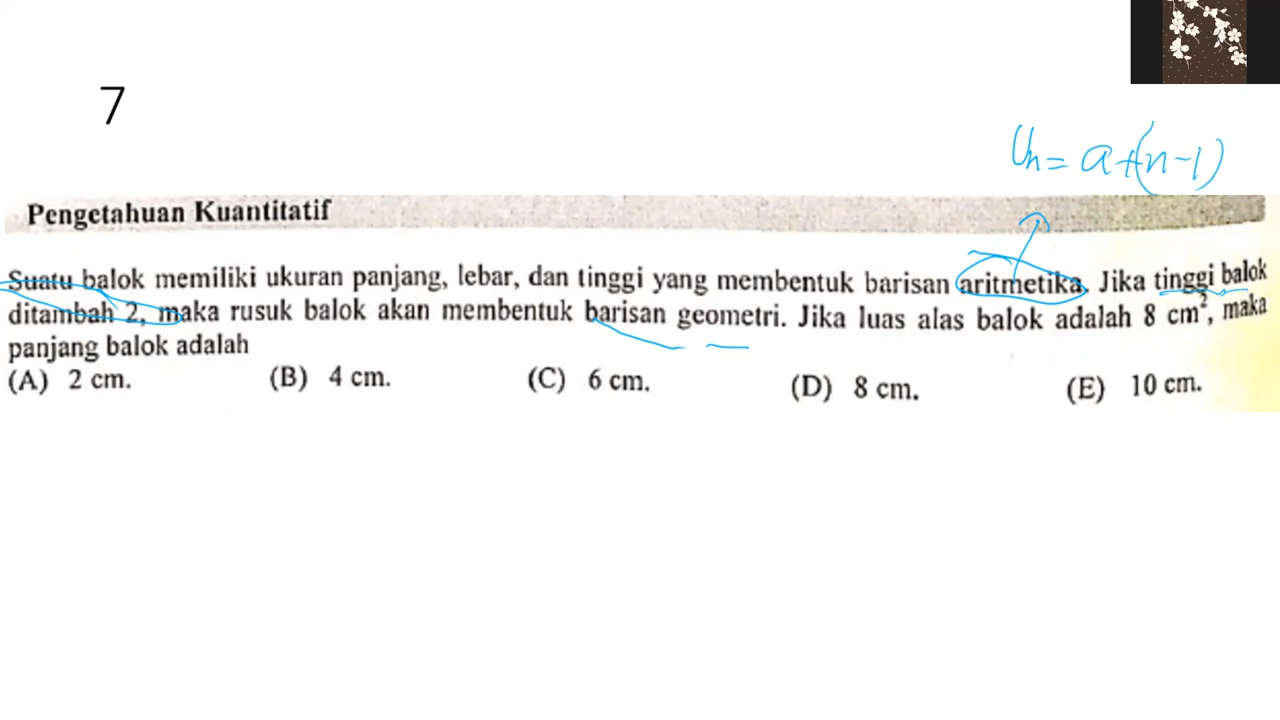 7
Uₙ = a+(n-1)
Pengetahuan Kuantitatif
Suatu balok memiliki ukuran panjang, lebar, dan tinggi yang membentuk barisan aritmetika. Jika tinggi balok
ditambah 2, maka rusuk balok akan membentuk barisan geometri. Jika luas alas balok adalah 8 cm², maka
panjang balok adalah
(A) 2 cm. (B) 4 cm. (C) 6 cm. (D) 8 cm. (E) 10 cm.